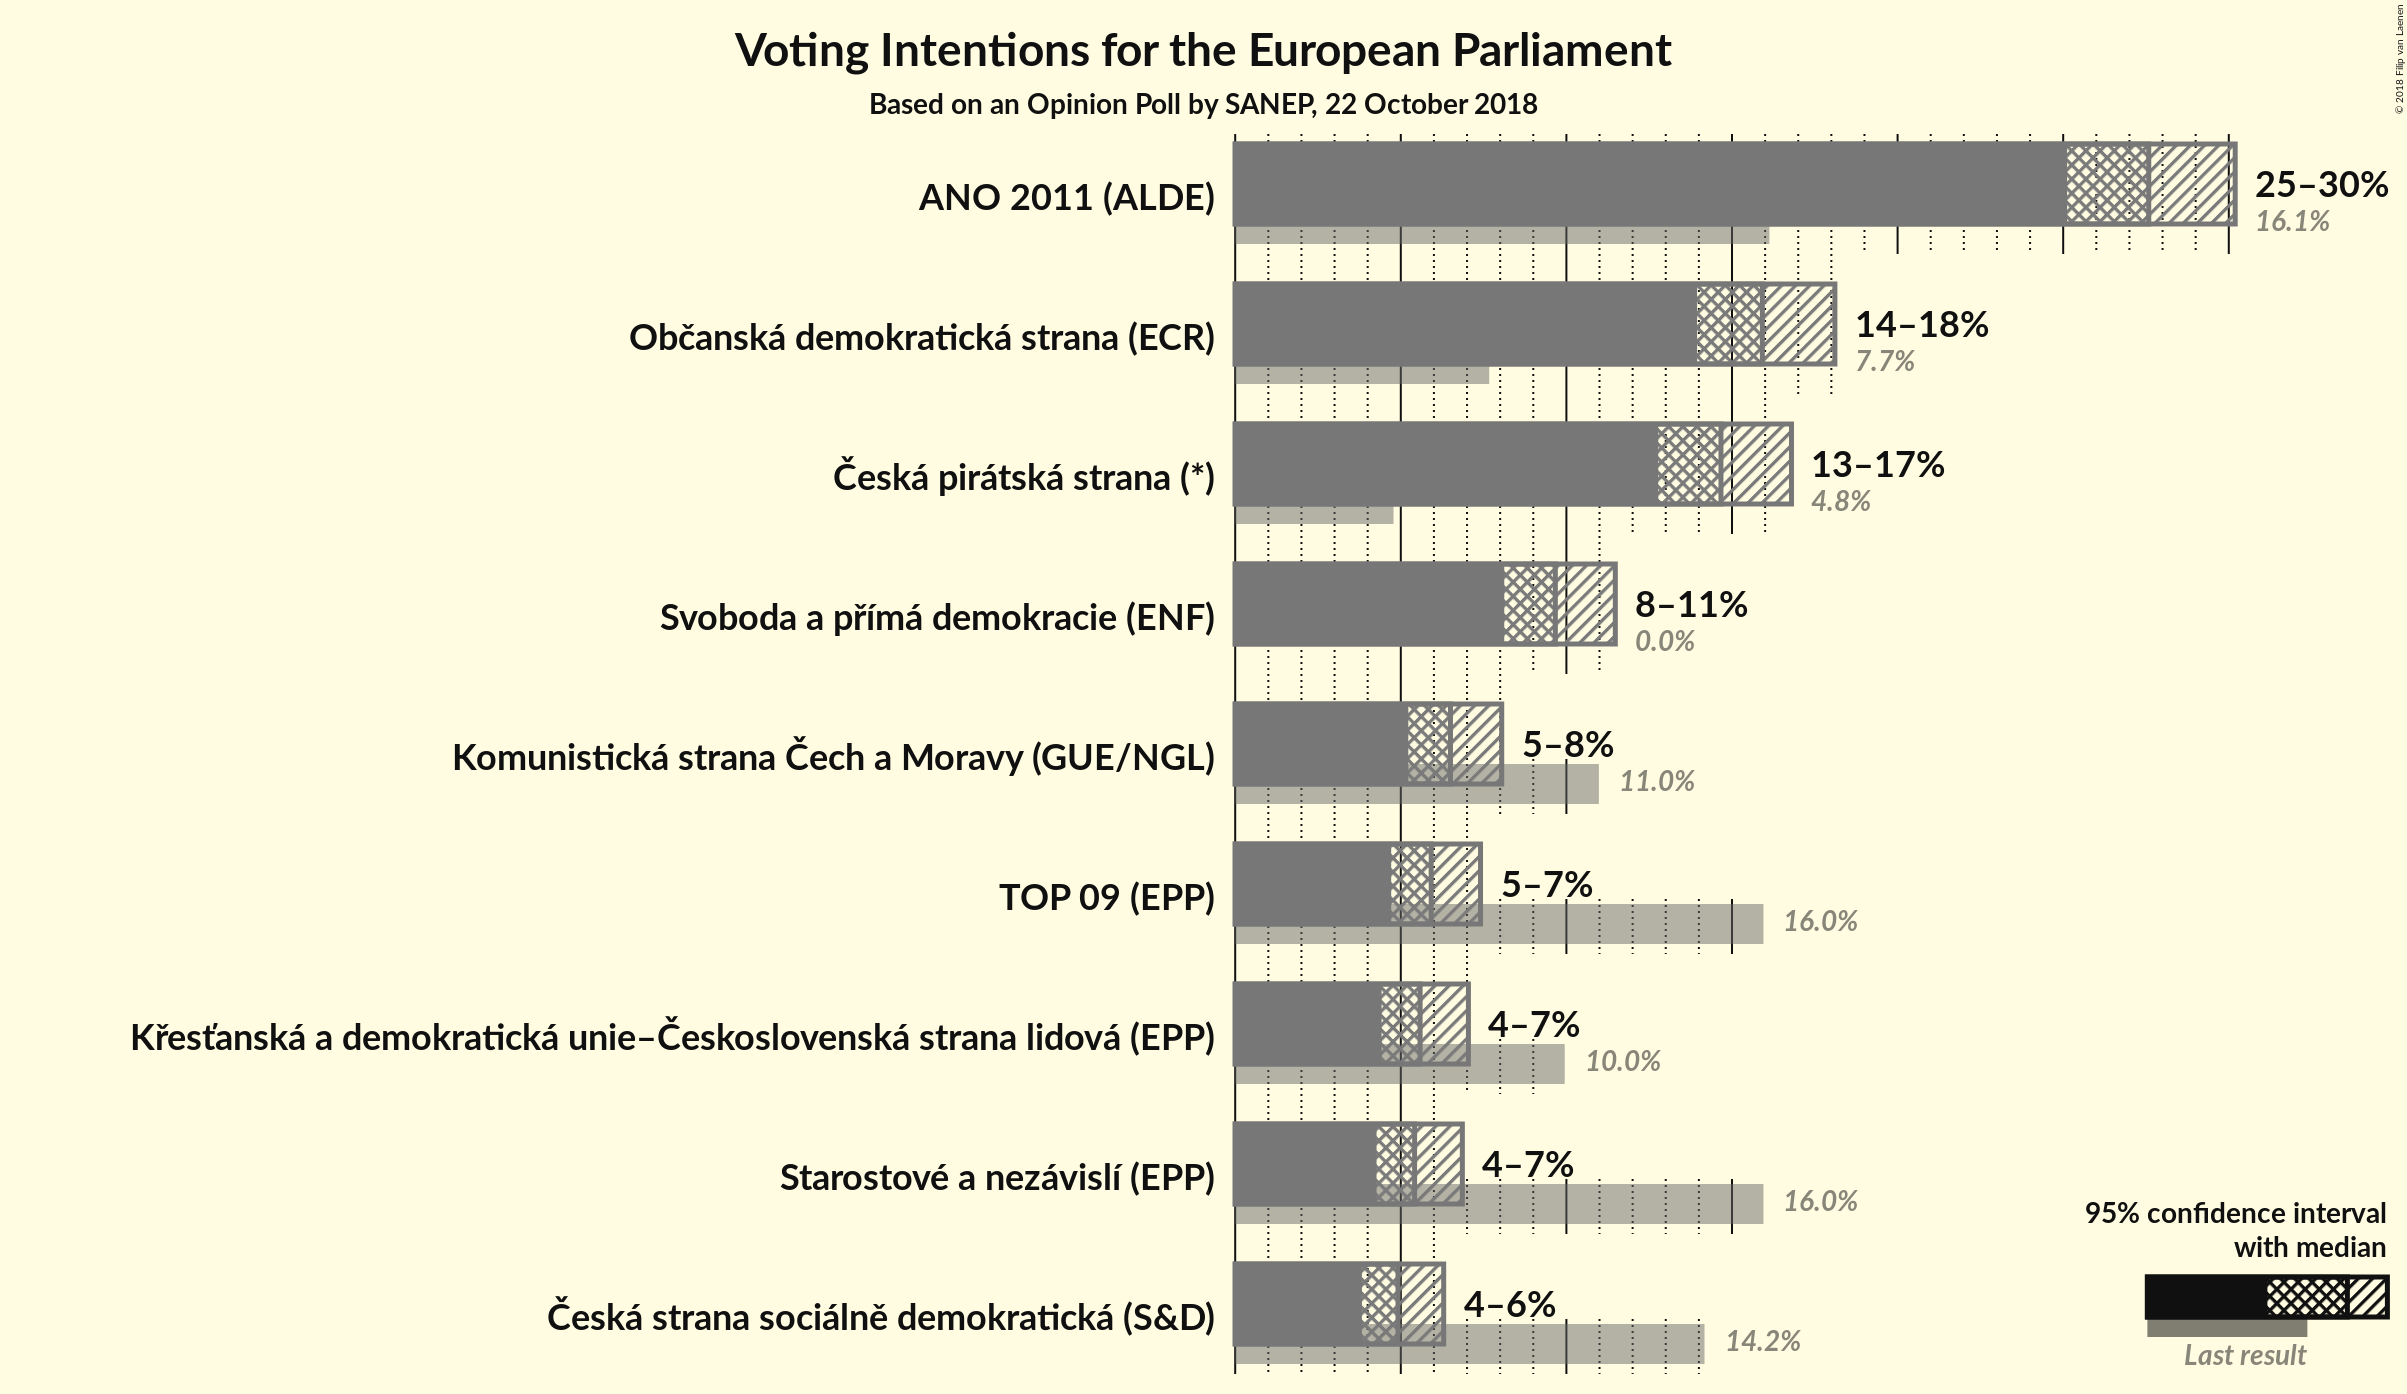 Voting Intentions for the European Parliament
Based on an Opinion Poll by SANEP, 22 October 2018
© 2018 Filip van Laenen
ANO 2011 (ALDE)
25–30%
16.1%
Občanská demokratická strana (ECR)
14–18%
7.7%
Česká pirátská strana (*)
13–17%
4.8%
Svoboda a přímá demokracie (ENF)
8–11%
0.0%
Komunistická strana Čech a Moravy (GUE/NGL)
5–8%
11.0%
TOP 09 (EPP)
5–7%
16.0%
Křesťanská a demokratická unie–Československá strana lidová (EPP)
4–7%
10.0%
Starostové a nezávislí (EPP)
4–7%
16.0%
Česká strana sociálně demokratická (S&D)
4–6%
14.2%
95% confidence interval
with median
Last result